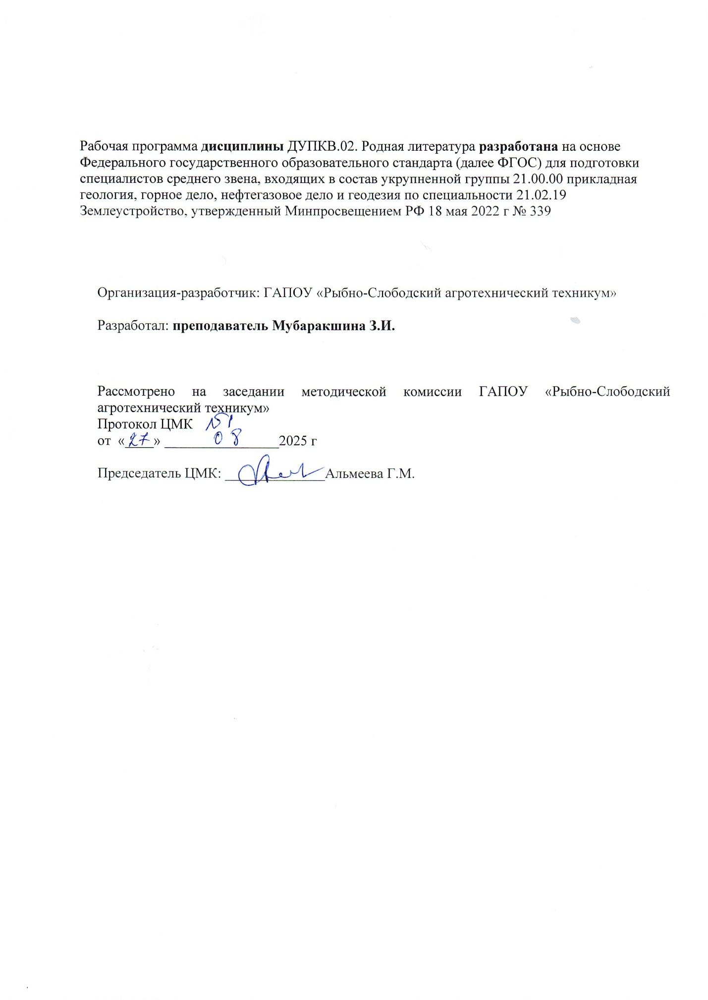 Рабочая программа дисциплины ДУПКВ.02. Родная литература разработана на основе
Федерального государственного образовательного стандарта (далее ФГОС) для подготовки
специалистов среднего звена, входящих в состав укрупненной группы 21.00.00 прикладная
геология, горное дело, нефтегазовое дело и геодезия по специальности 21.02.19
Землеустройство, утвержденный Минпросвещением РФ 18 мая 2022 г № 339
Организация-разработчик: ГАПОУ «Рыбно-Слободский агротехнический техникум»
Разработал: преподаватель Мубаракшина З.И.
Рассмотрено на заседании методической комиссии ГАПОУ «Рыбно-Слободский
агротехнический техникум»
Протокол ЦМК №1
от «27» 08 2025 г
Председатель ЦМК: Альмеева Г.М.